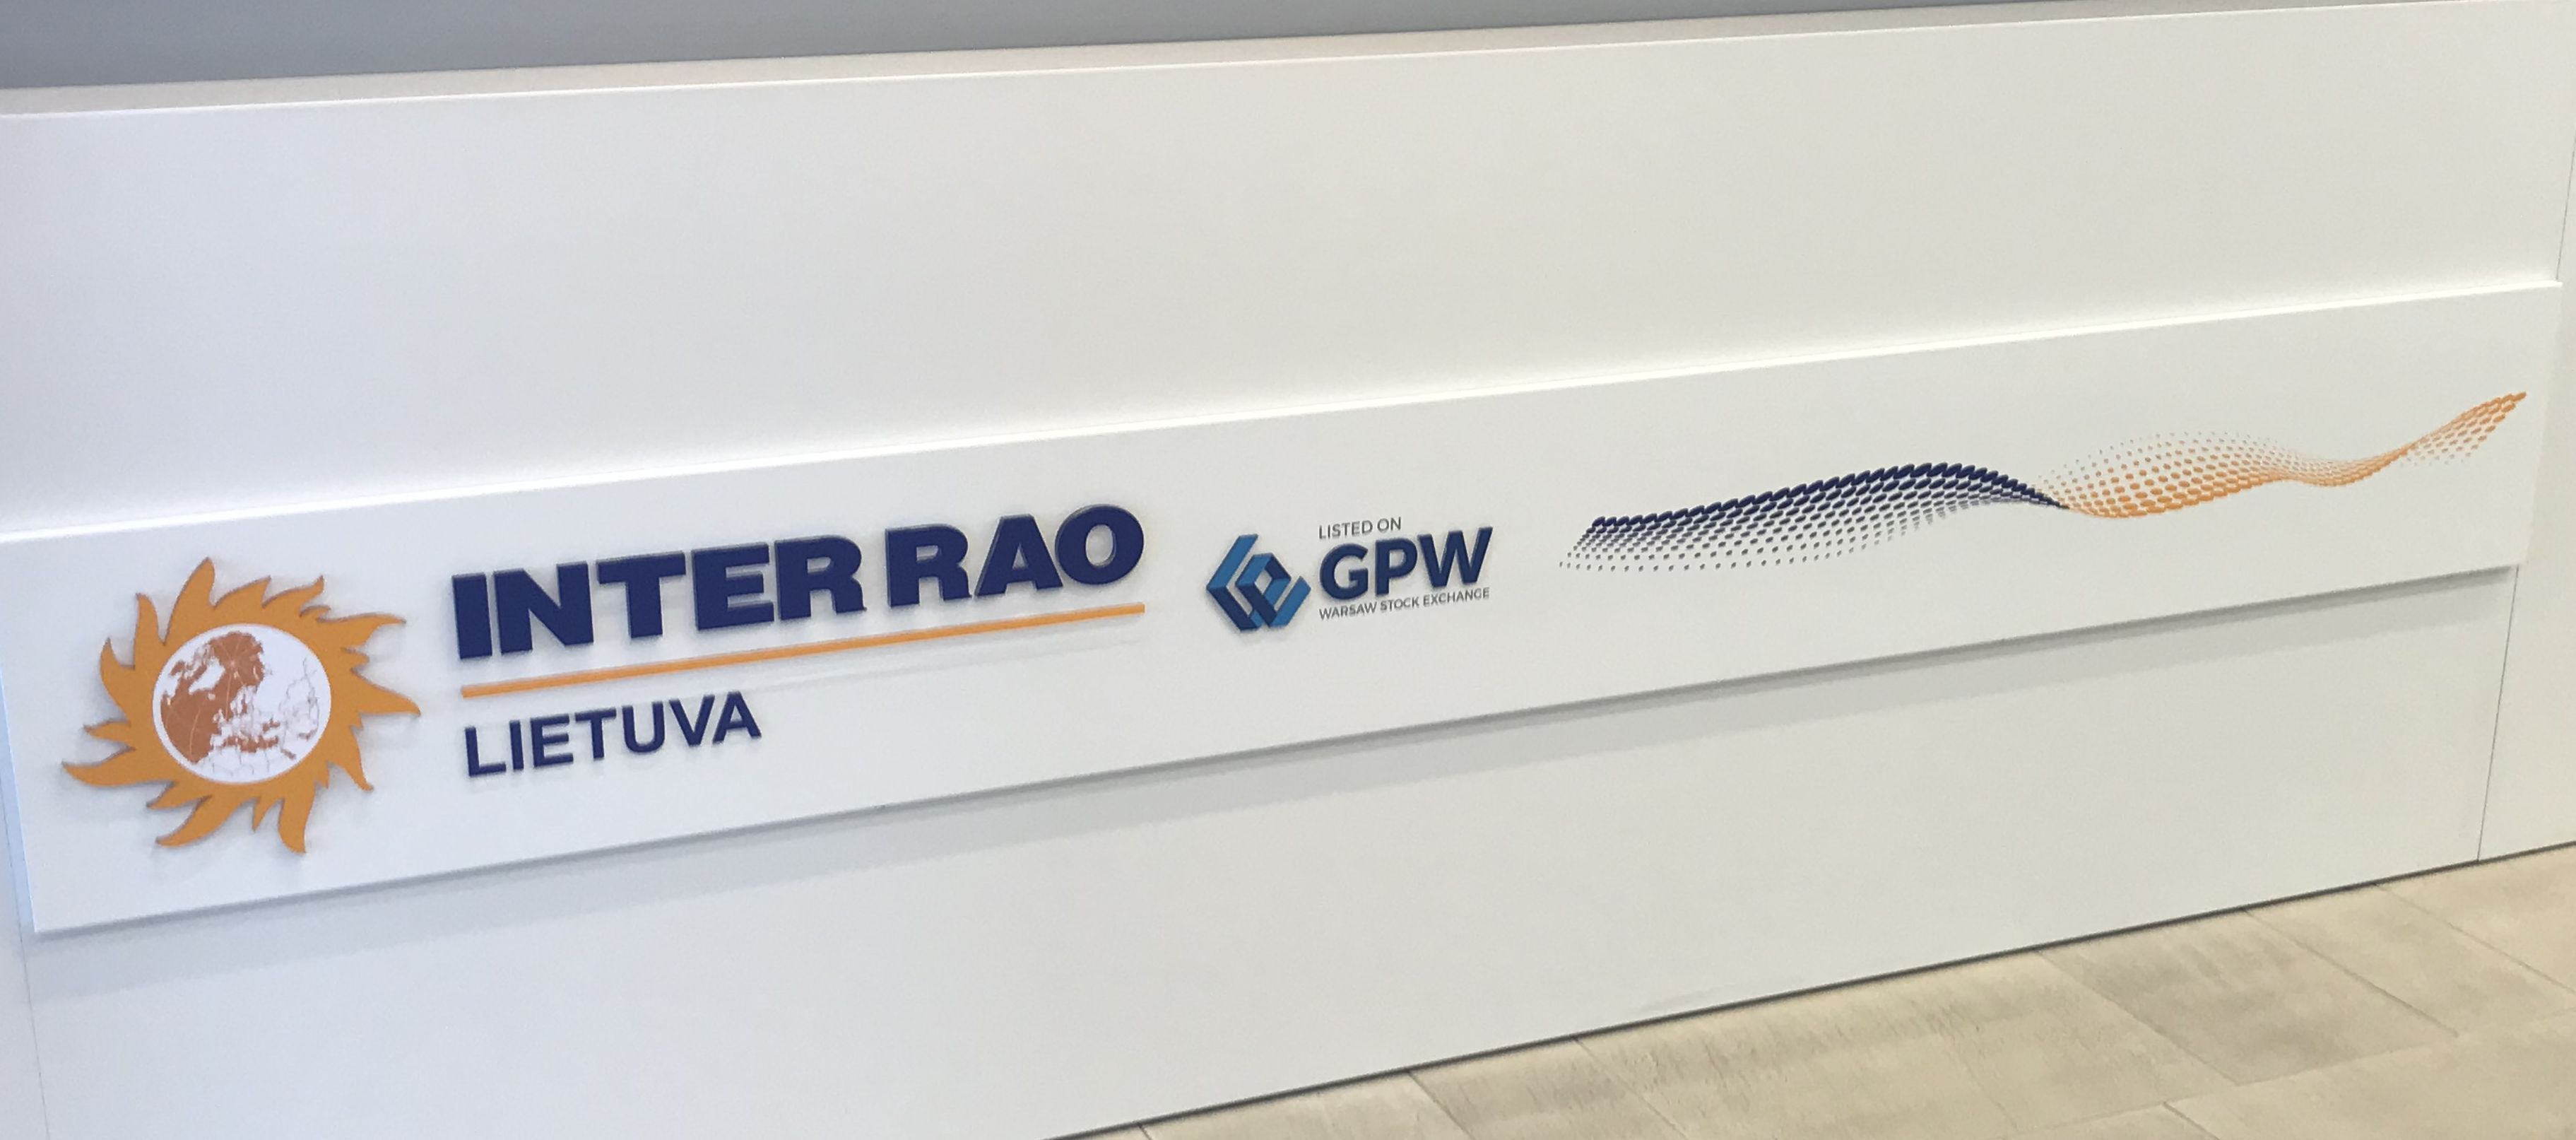 INTER RAO
LIETUVA
LISTED ON
GPW
WARSAW STOCK EXCHANGE